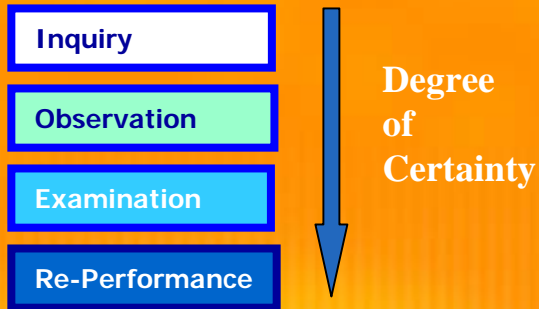 Inquiry
Observation
Examination
Re-Performance
Degree
of
Certainty